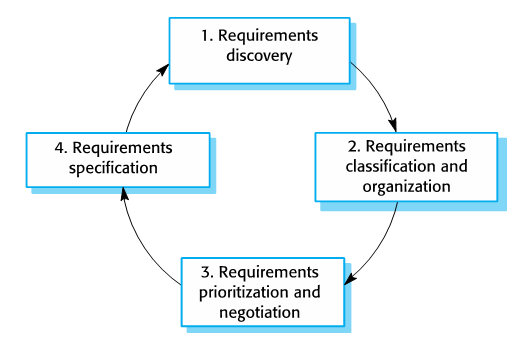 1. Requirements
discovery
2. Requirements
classification and
organization
3. Requirements
prioritization and
negotiation
4. Requirements
specification